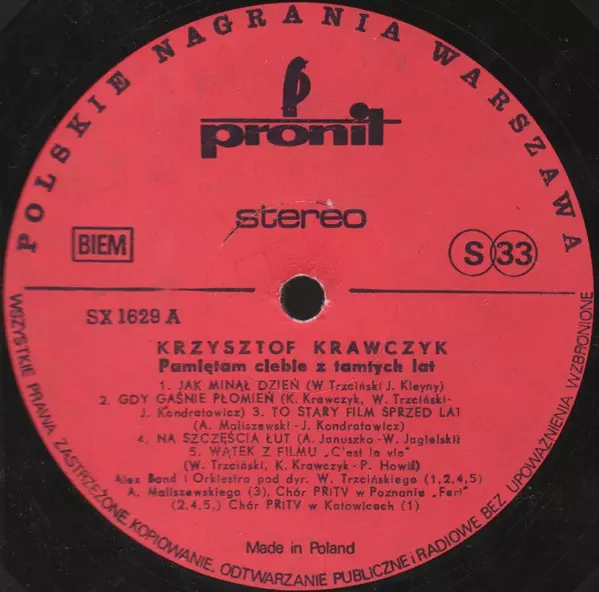 POLSKIE NAGRANIA WARSZAWA
pronit
stereo
BIEM
S 33
SX 1629 A
KRZYSZTOF KRAWCZYK
Pamiętam ciebie z tamtych lat
1. JAK MINĄŁ DZIEŃ (W. Trzciński J. Kleyny)
2. GDY GAŚNIE PŁOMIEŃ (K. Krawczyk, W. Trzciński-
J. Kondratowicz) 3. TO STARY FILM SPRZED LAT
(A. Maliszewski-J. Kondratowicz)
4. NA SZCZĘŚCIA ŁUT (A. Januszko-W. Jagielski)
5. WĄTEK Z FILMU „C'est la vie"
(W. Trzciński, K. Krawczyk-P. Howill)
Alex Band i Orkiestra pod dyr. W. Trzcińskiego (1,2,4,5)
A. Maliszewskiego (3), Chór PRiTV w Poznaniu „Fart"
(2,4,5,) Chór PRiTV w Katowicach (1)
Made in Poland
WSZYSTKIE PRAWA ZASTRZEŻONE. KOPIOWANIE, ODTWARZANIE PUBLICZNE i RADIOWE BEZ UPOWAŻNIENIA WZBRONIONE